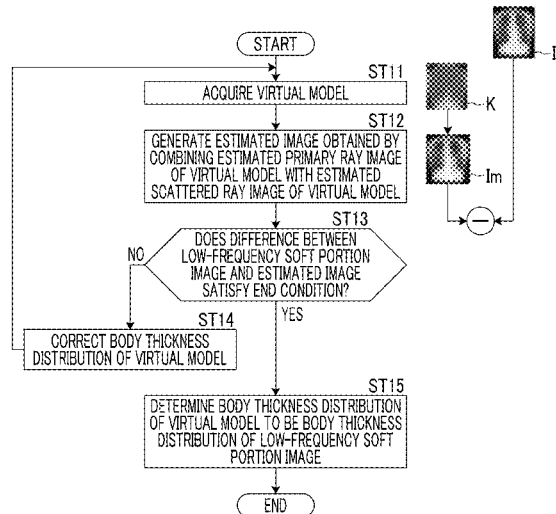 START
ST11
ACQUIRE VIRTUAL MODEL
ST12
GENERATE ESTIMATED IMAGE OBTAINED BY
COMBINING ESTIMATED PRIMARY RAY IMAGE
OF VIRTUAL MODEL WITH ESTIMATED
SCATTERED RAY IMAGE OF VIRTUAL MODEL
ST13
DOES DIFFERENCE BETWEEN
LOW-FREQUENCY SOFT PORTION
IMAGE AND ESTIMATED IMAGE
SATISFY END CONDITION?
NO
YES
ST14
CORRECT BODY THICKNESS
DISTRIBUTION OF VIRTUAL MODEL
ST15
DETERMINE BODY THICKNESS DISTRIBUTION
OF VIRTUAL MODEL TO BE BODY THICKNESS
DISTRIBUTION OF LOW-FREQUENCY SOFT
PORTION IMAGE
END
I
K
Im